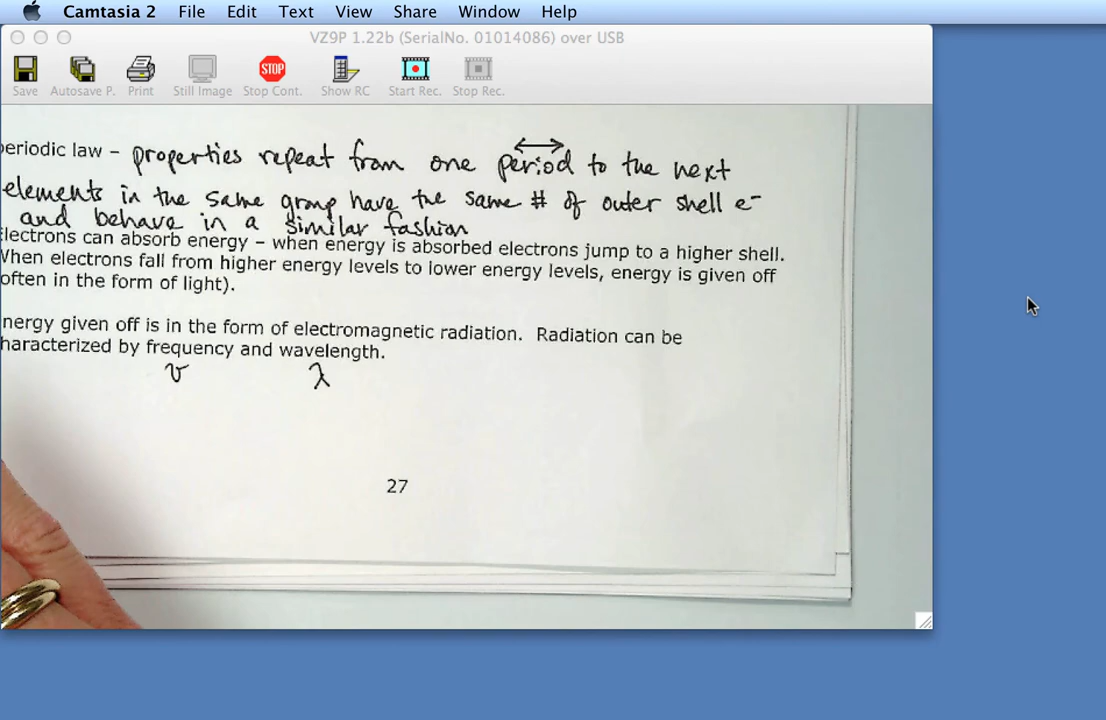 Camtasia 2 File Edit Text View Share Window Help
VZ9P 1.22b (SerialNo. 01014086) over USB
STOP
Save Autosave P. Print Still Image Stop Cont. Show RC Start Rec. Stop Rec.
periodic law – properties repeat from one period to the next
elements in the same group have the same # of outer shell e⁻
and behave in a similar fashion
Electrons can absorb energy – when energy is absorbed electrons jump to a higher shell.
When electrons fall from higher energy levels to lower energy levels, energy is given off
often in the form of light).
nergy given off is in the form of electromagnetic radiation. Radiation can be
haracterized by frequency and wavelength.
ν λ
27